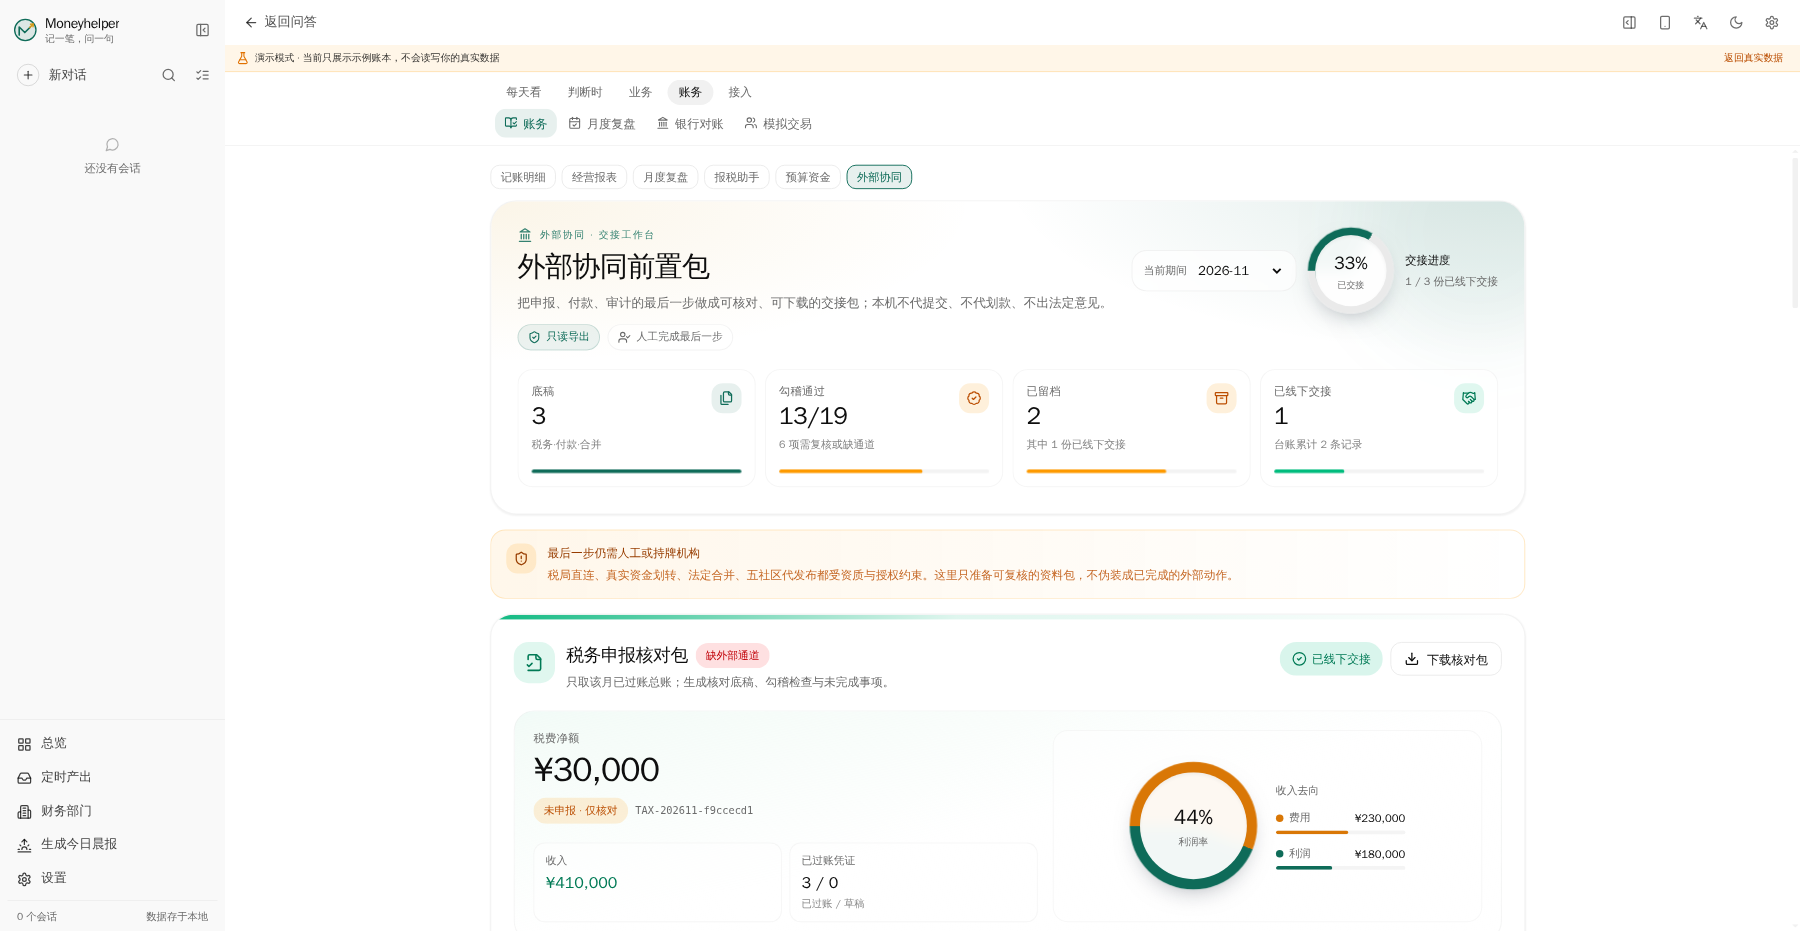 Moneyhelper
记一笔，问一句
新对话
还没有会话
总览
定时产出
财务部门
生成今日晨报
设置
0 个会话
数据存于本地
返回问答
演示模式 · 当前只展示示例账本，不会读写你的真实数据
返回真实数据
每天看
判断时
业务
账务
接入
账务
月度复盘
银行对账
模拟交易
记账明细
经营报表
月度复盘
报税助手
预算资金
外部协同
外部协同 · 交接工作台
外部协同前置包
把申报、付款、审计的最后一步做成可核对、可下载的交接包；本机不代提交、不代划款、不出法定意见。
只读导出
人工完成最后一步
当前期间
2026-11
33%
已交接
交接进度
1 / 3 份已线下交接
底稿
3
税务·付款·合并
勾稽通过
13/19
6 项需复核或缺通道
已留档
2
其中 1 份已线下交接
已线下交接
1
台账累计 2 条记录
最后一步仍需人工或持牌机构
税局直连、真实资金划转、法定合并、五社区代发布都受资质与授权约束。这里只准备可复核的资料包，不伪装成已完成的外部动作。
税务申报核对包
缺外部通道
只取该月已过账总账；生成核对底稿、勾稽检查与未完成事项。
已线下交接
下载核对包
税费净额
¥30,000
未申报 · 仅核对
TAX-202611-f9ccecd1
收入
¥410,000
已过账凭证
3 / 0
已过账 / 草稿
44%
利润率
收入去向
费用
¥230,000
利润
¥180,000